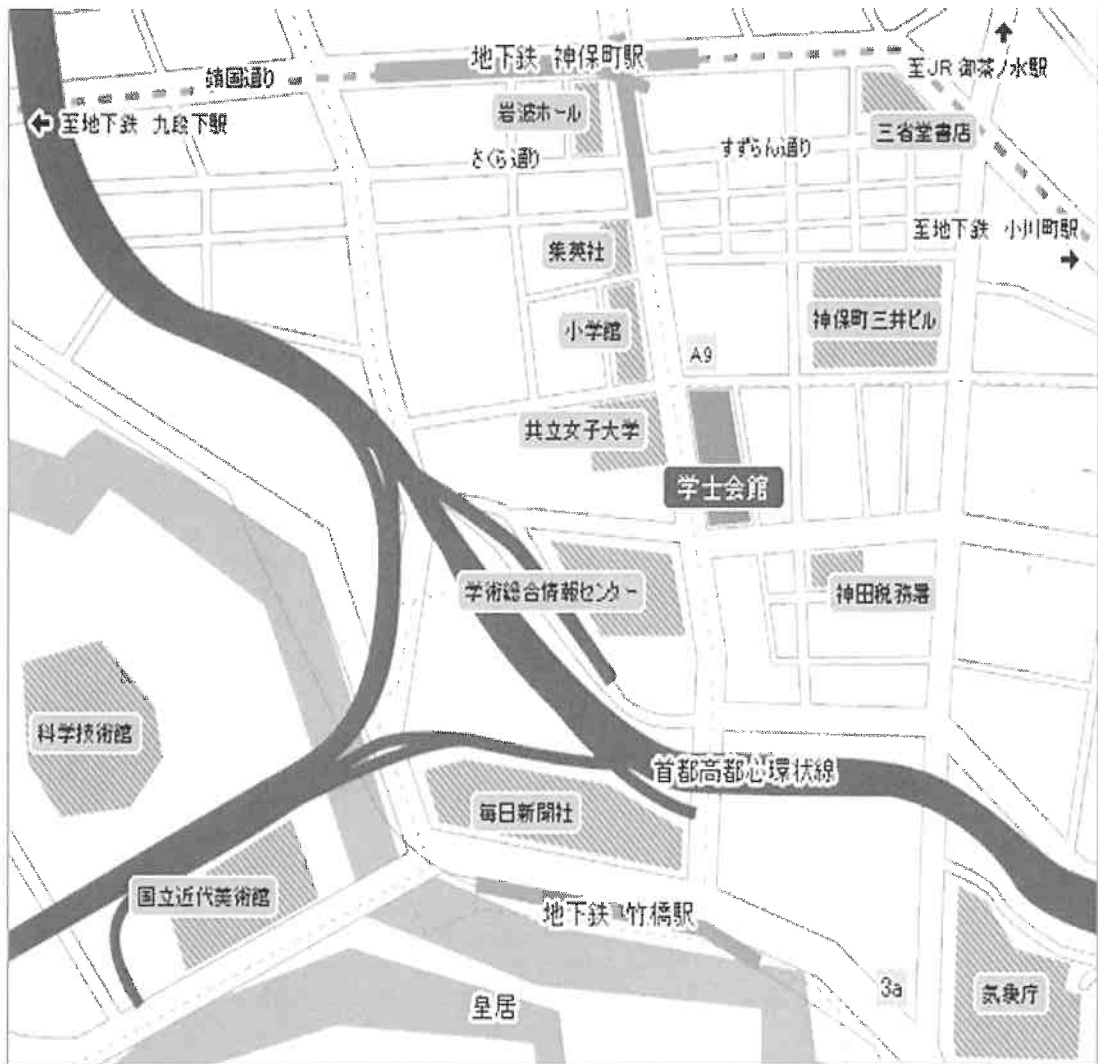 地下鉄 神保町駅
靖国通り
至JR 御茶ノ水駅
岩波ホール
至地下鉄 九段下駅
三省堂書店
さくら通り
すずらん通り
至地下鉄 小川町駅
集英社
神保町三井ビル
小学館
A9
共立女子大学
学士会館
学術総合情報センター
神田税務署
科学技術館
首都高都心環状線
毎日新聞社
国立近代美術館
地下鉄 竹橋駅
3a
気象庁
皇居